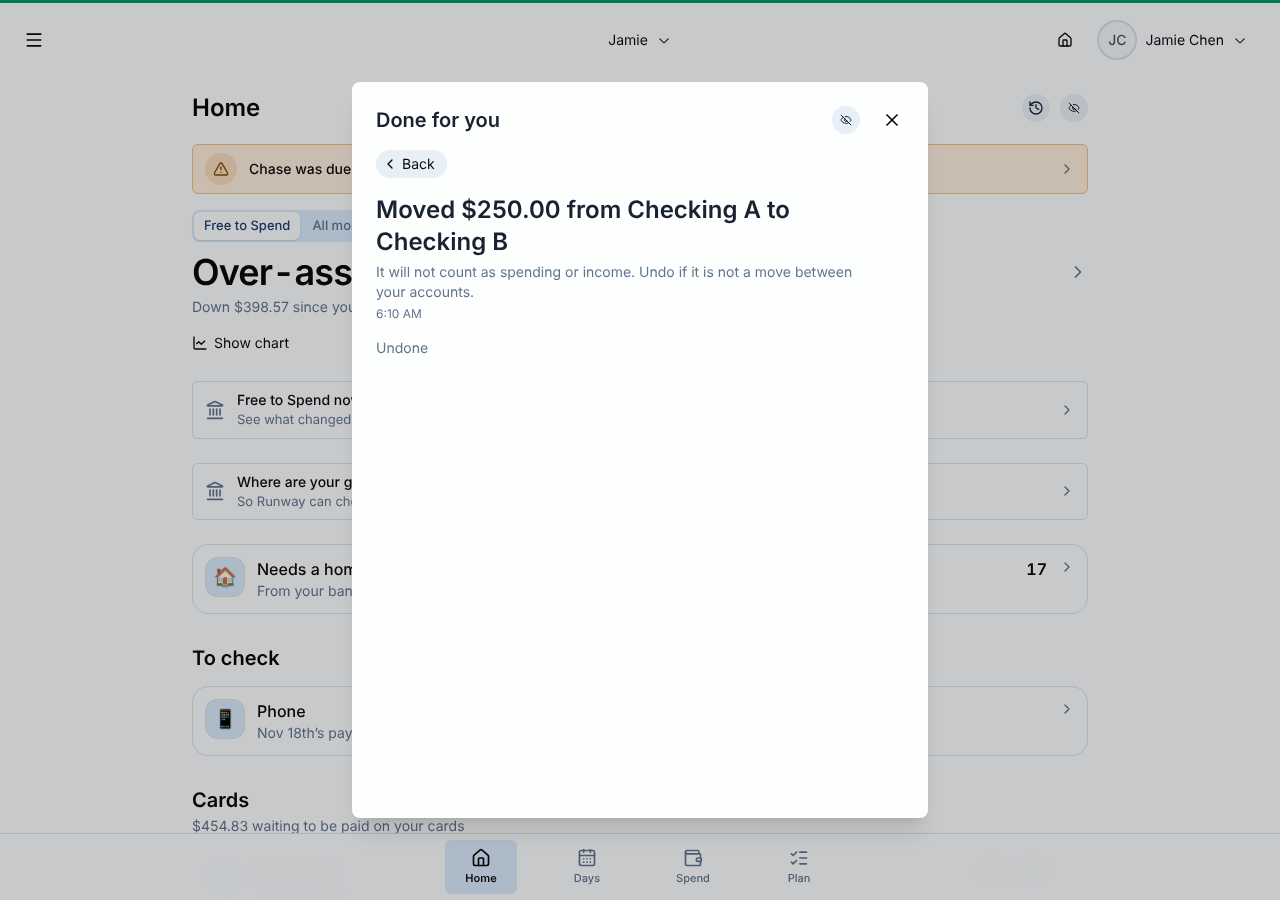 Jamie
JC
Jamie Chen
Home
Chase was due
Free to Spend
All mo
Over-ass
Down $398.57 since you
Show chart
Free to Spend now
See what changed
Where are your g
So Runway can che
Needs a hom
From your ban
17
To check
Phone
Nov 18th's pay
Cards
$454.83 waiting to be paid on your cards
Done for you
Back
Moved $250.00 from Checking A to
Checking B
It will not count as spending or income. Undo if it is not a move between
your accounts.
6:10 AM
Undone
Home
Days
Spend
Plan